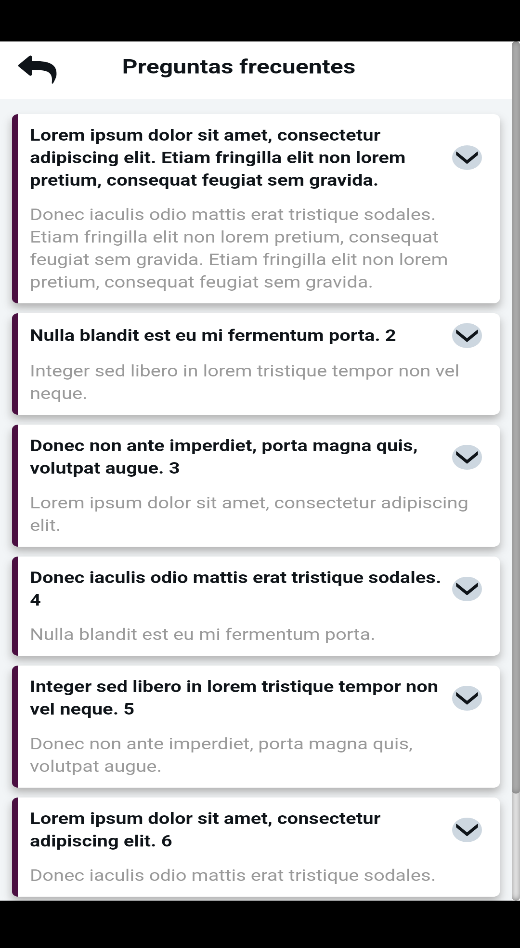 Preguntas frecuentes
Lorem ipsum dolor sit amet, consectetur
adipiscing elit. Etiam fringilla elit non lorem
pretium, consequat feugiat sem gravida.
Donec iaculis odio mattis erat tristique sodales.
Etiam fringilla elit non lorem pretium, consequat
feugiat sem gravida. Etiam fringilla elit non lorem
pretium, consequat feugiat sem gravida.
Nulla blandit est eu mi fermentum porta. 2
Integer sed libero in lorem tristique tempor non vel
neque.
Donec non ante imperdiet, porta magna quis,
volutpat augue. 3
Lorem ipsum dolor sit amet, consectetur adipiscing
elit.
Donec iaculis odio mattis erat tristique sodales.
4
Nulla blandit est eu mi fermentum porta.
Integer sed libero in lorem tristique tempor non
vel neque. 5
Donec non ante imperdiet, porta magna quis,
volutpat augue.
Lorem ipsum dolor sit amet, consectetur
adipiscing elit. 6
Donec iaculis odio mattis erat tristique sodales.